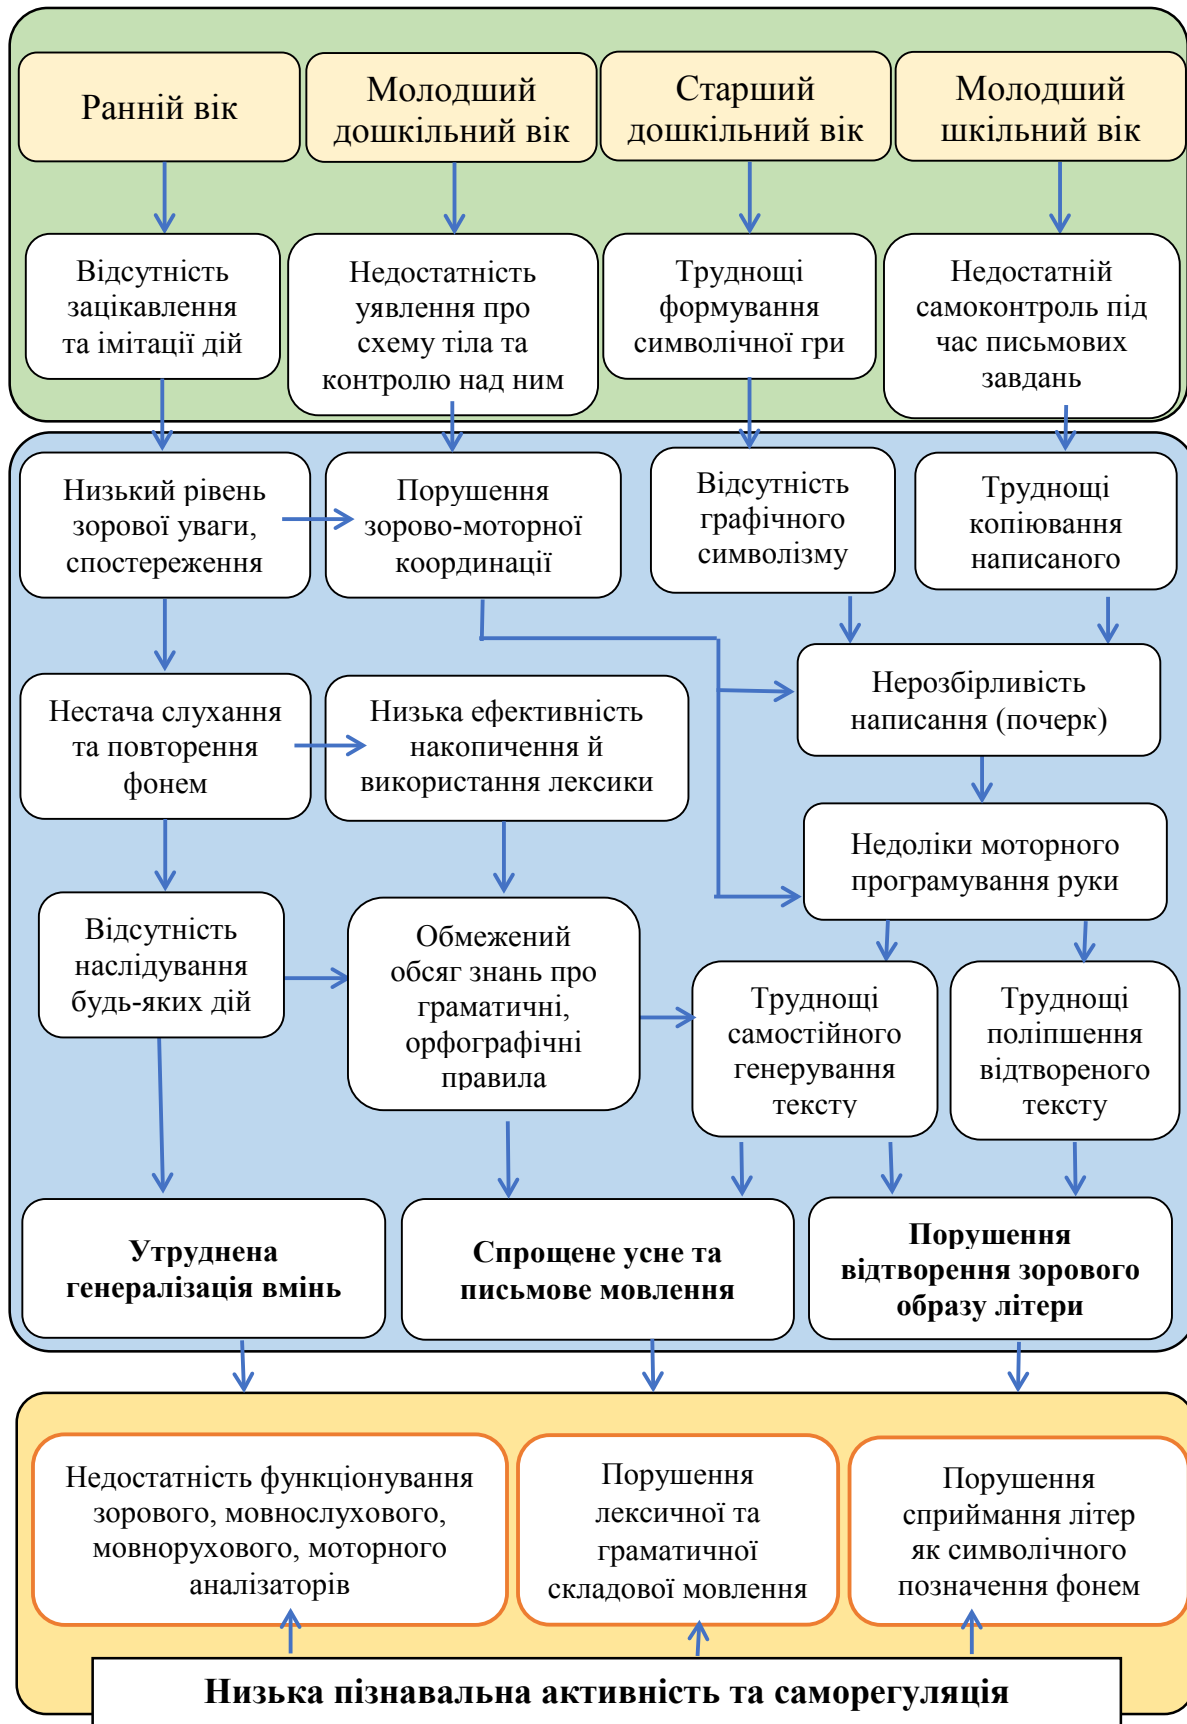 Ранній вік
Молодший
дошкільний вік
Старший
дошкільний вік
Молодший
шкільний вік
Відсутність
зацікавлення
та імітації дій
Недостатність
уявлення про
схему тіла та
контролю над ним
Труднощі
формування
символічної гри
Недостатній
самоконтроль під
час письмових
завдань
Низький рівень
зорової уваги,
спостереження
Порушення
зорово-моторної
координації
Відсутність
графічного
символізму
Труднощі
копіювання
написаного
Нерозбірливість
написання (почерк)
Нестача слухання
та повторення
фонем
Низька ефективність
накопичення й
використання лексики
Недоліки моторного
програмування руки
Відсутність
наслідування
будь-яких дій
Обмежений
обсяг знань про
граматичні,
орфографічні
правила
Труднощі
самостійного
генерування
тексту
Труднощі
поліпшення
відтвореного
тексту
Утруднена
генералізація вмінь
Спрощене усне та
письмове мовлення
Порушення
відтворення зорового
образу літери
Недостатність функціонування
зорового, мовнослухового,
мовнорухового, моторного
аналізаторів
Порушення
лексичної та
граматичної
складової мовлення
Порушення
сприймання літер
як символічного
позначення фонем
Низька пізнавальна активність та саморегуляція